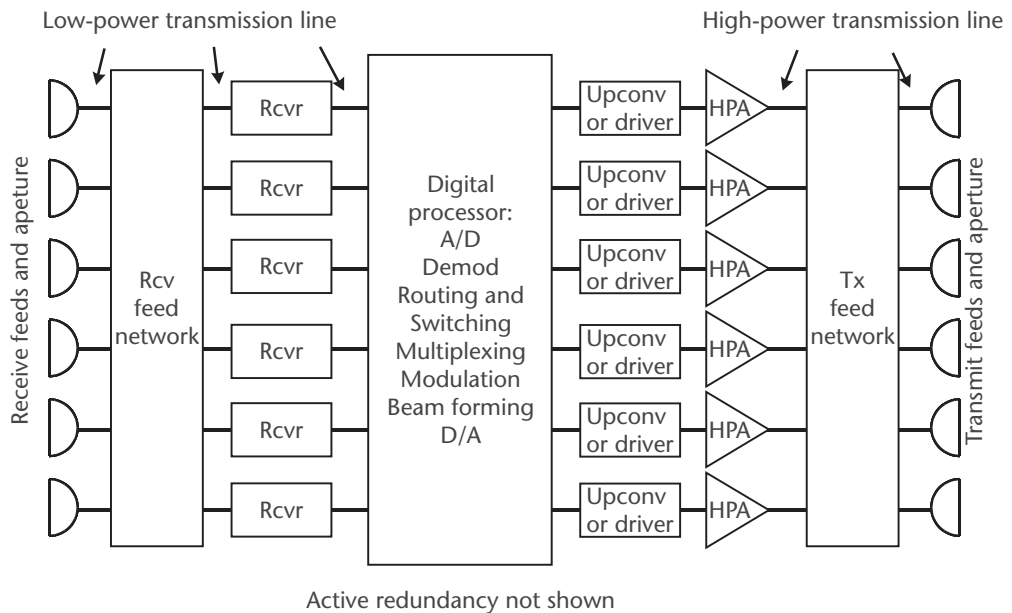 Low-power transmission line
High-power transmission line
Receive feeds and apeture
Rcv
feed
network
Rcvr
Rcvr
Rcvr
Rcvr
Rcvr
Rcvr
Digital
processor:
A/D
Demod
Routing and
Switching
Multiplexing
Modulation
Beam forming
D/A
Upconv
or driver
Upconv
or driver
Upconv
or driver
Upconv
or driver
Upconv
or driver
Upconv
or driver
HPA
HPA
HPA
HPA
HPA
HPA
Tx
feed
network
Transmit feeds and aperture
Active redundancy not shown